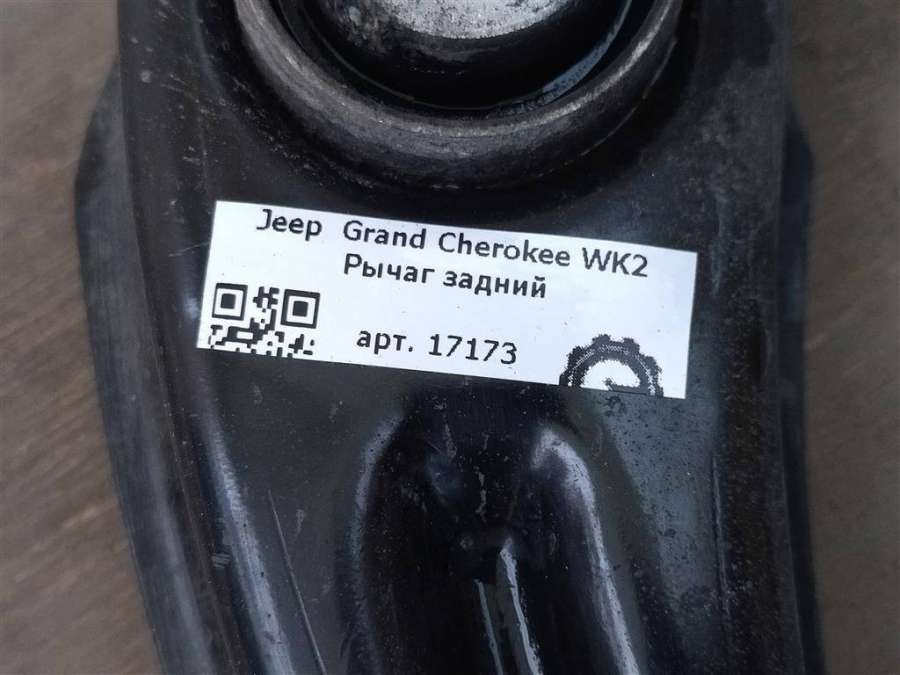 Jeep Grand Cherokee WK2
Рычаг задний
арт. 17173